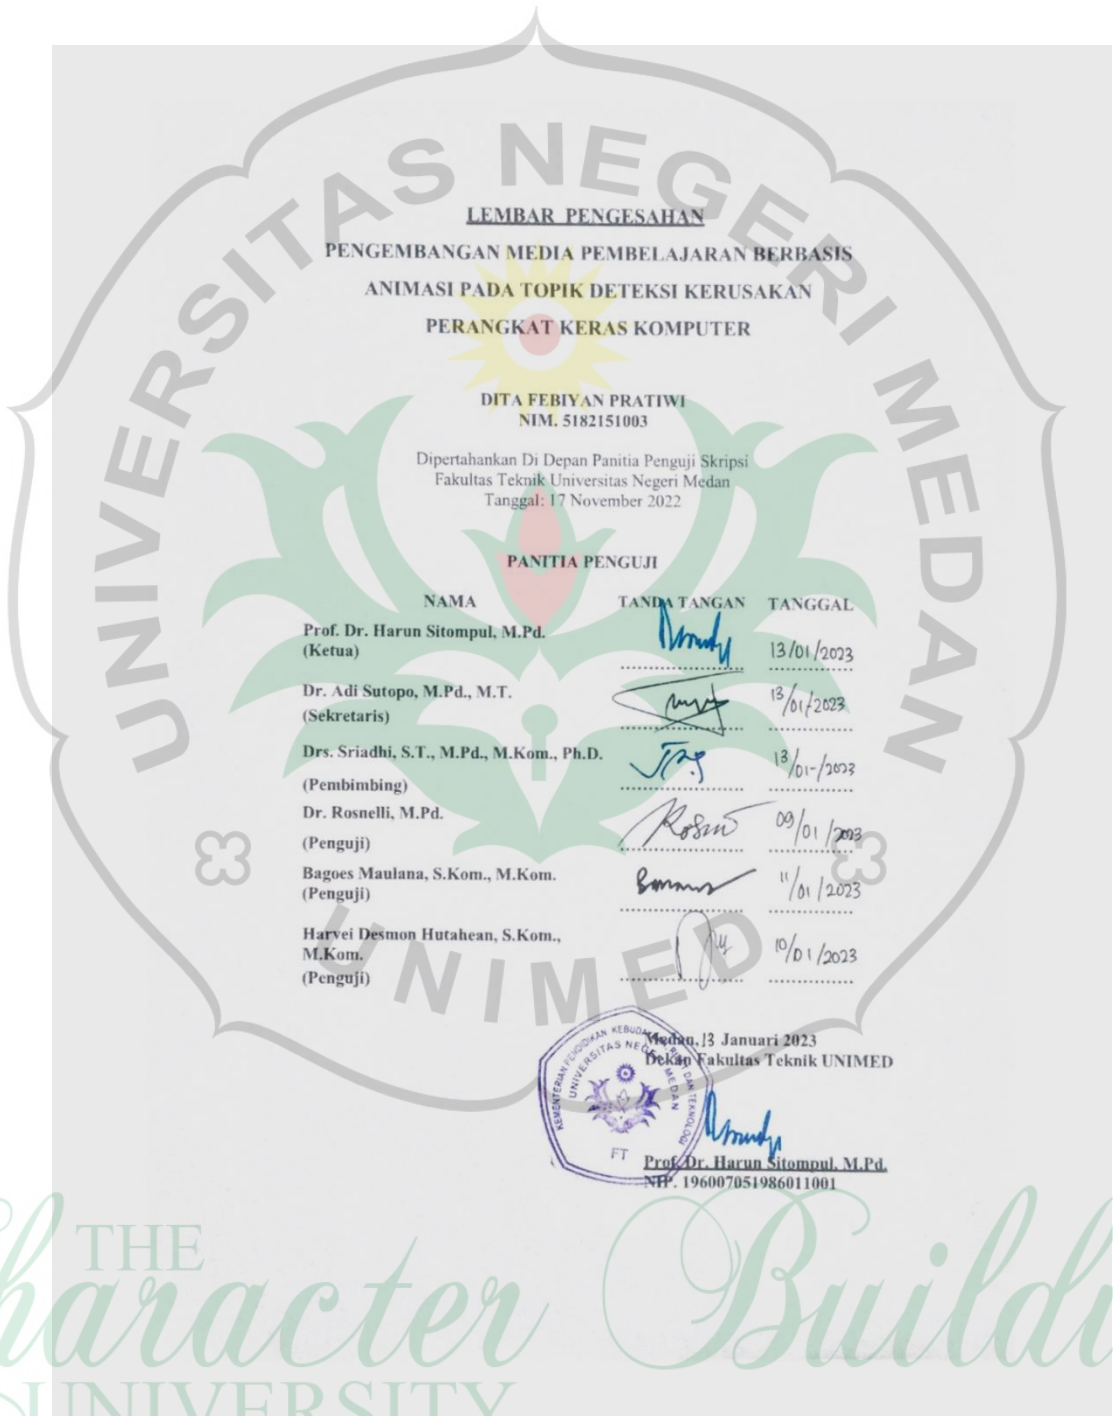 UNIVERSITAS NEGERI MEDAN
LEMBAR PENGESAHAN
PENGEMBANGAN MEDIA PEMBELAJARAN BERBASIS
ANIMASI PADA TOPIK DETEKSI KERUSAKAN
PERANGKAT KERAS KOMPUTER
DITA FEBIYAN PRATIWI
NIM. 5182151003
Dipertahankan Di Depan Panitia Penguji Skripsi
Fakultas Teknik Universitas Negeri Medan
Tanggal: 17 November 2022
PANITIA PENGUJI
NAMA TANDA TANGAN TANGGAL
Prof. Dr. Harun Sitompul, M.Pd.
(Ketua) 13/01/2023
Dr. Adi Sutopo, M.Pd., M.T. 13/01/2023
(Sekretaris)
Drs. Sriadhi, S.T., M.Pd., M.Kom., Ph.D. 13/01-/2023
(Pembimbing)
Dr. Rosnelli, M.Pd. 09/01/2023
(Penguji)
Bagoes Maulana, S.Kom., M.Kom. 11/01/2023
(Penguji)
Harvei Desmon Hutahean, S.Kom.,
M.Kom. 10/01/2023
(Penguji)
UNIMED
Medan, 13 Januari 2023
Dekan Fakultas Teknik UNIMED
UNIVERSITAS NEGERI MEDAN
FT
Prof. Dr. Harun Sitompul, M.Pd.
NIP. 196007051986011001
THE
Character Buildi
UNIVERSITY